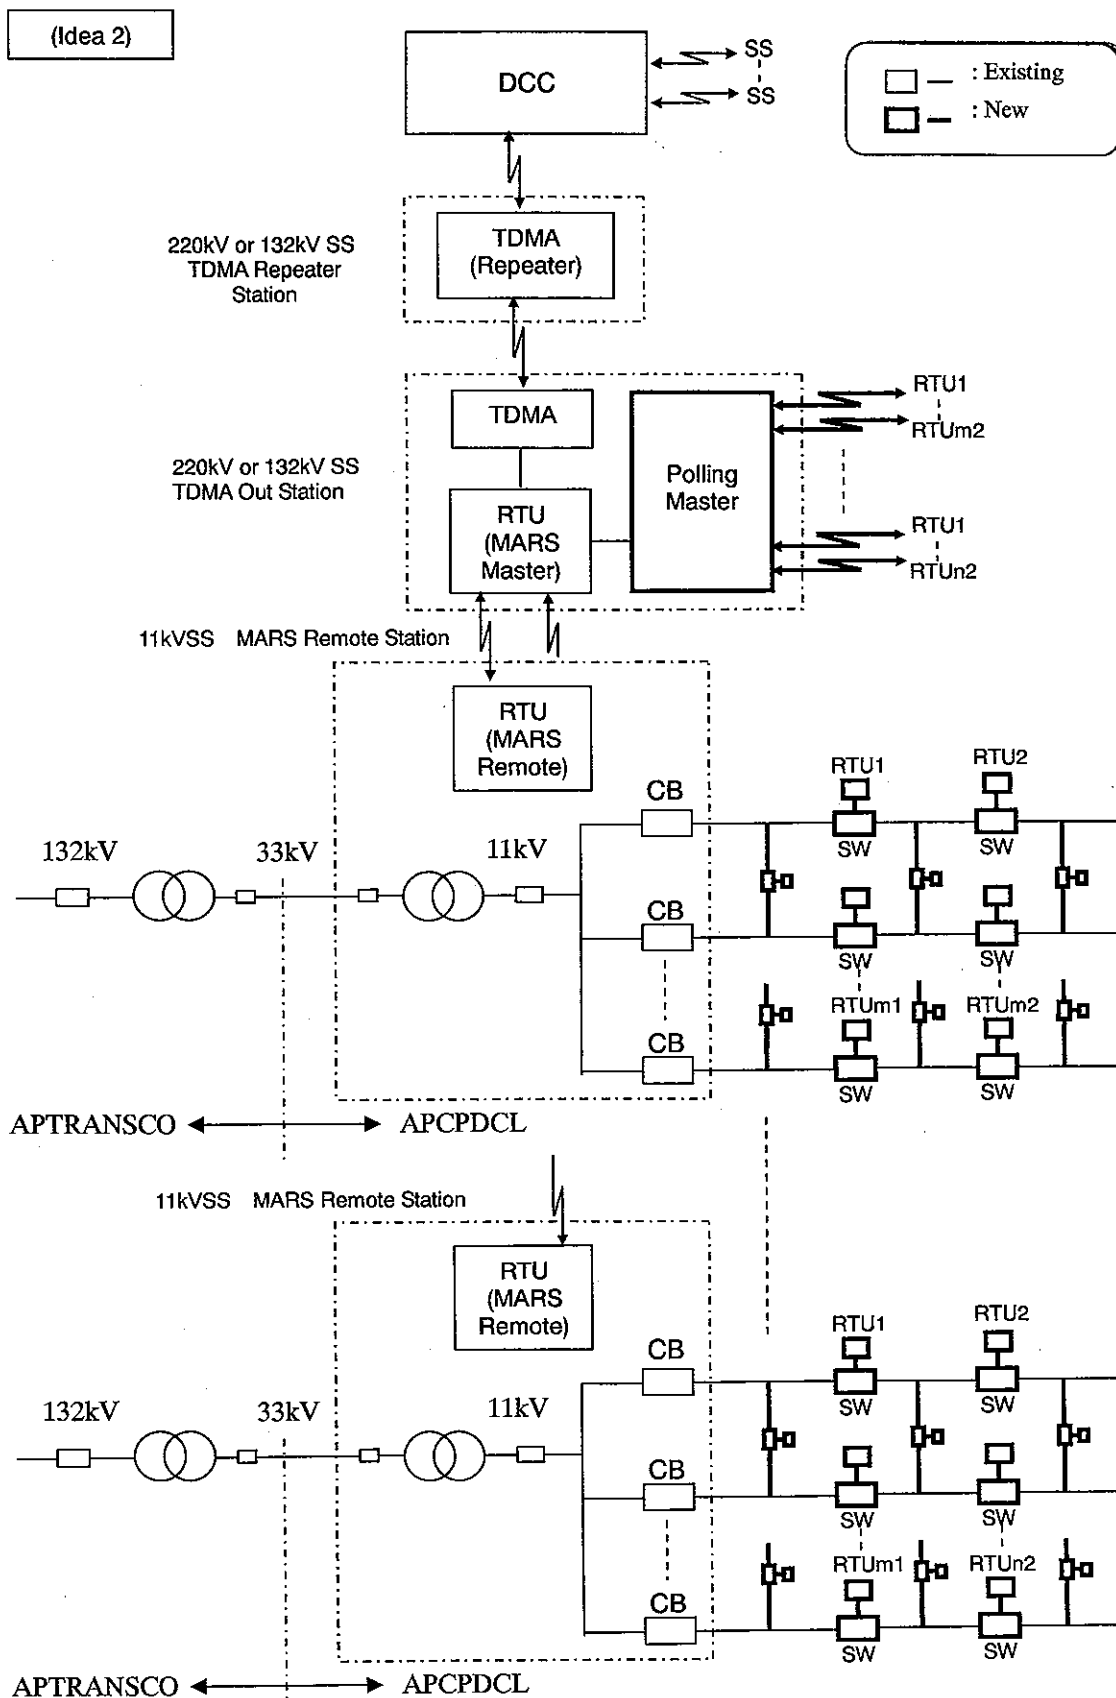 (Idea 2)
DCC
SS
SS
: Existing
: New
220kV or 132kV SS
TDMA Repeater
Station
TDMA
(Repeater)
220kV or 132kV SS
TDMA Out Station
TDMA
RTU
(MARS
Master)
Polling
Master
RTU1
RTUm2
RTU1
RTUn2
11kVSS MARS Remote Station
RTU
(MARS
Remote)
132kV
33kV
11kV
CB
CB
CB
RTU1
RTU2
SW
SW
SW
SW
RTUm1
RTUm2
SW
SW
APTRANSCO
APCPDCL
11kVSS MARS Remote Station
RTU
(MARS
Remote)
132kV
33kV
11kV
CB
CB
CB
RTU1
RTU2
SW
SW
SW
SW
RTUm1
RTUn2
SW
SW
APTRANSCO
APCPDCL